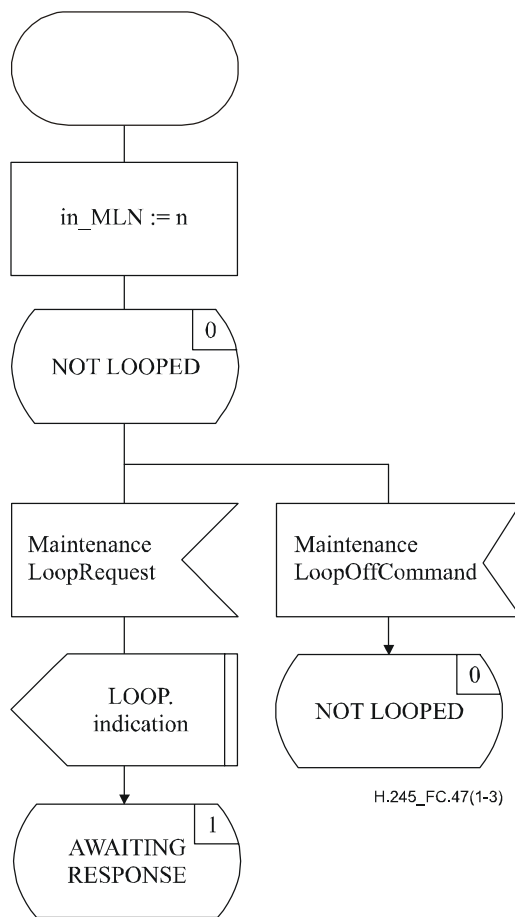 in_MLN := n
0
NOT LOOPED
Maintenance
LoopRequest
Maintenance
LoopOffCommand
LOOP.
indication
0
NOT LOOPED
H.245_FC.47(1-3)
1
AWAITING
RESPONSE